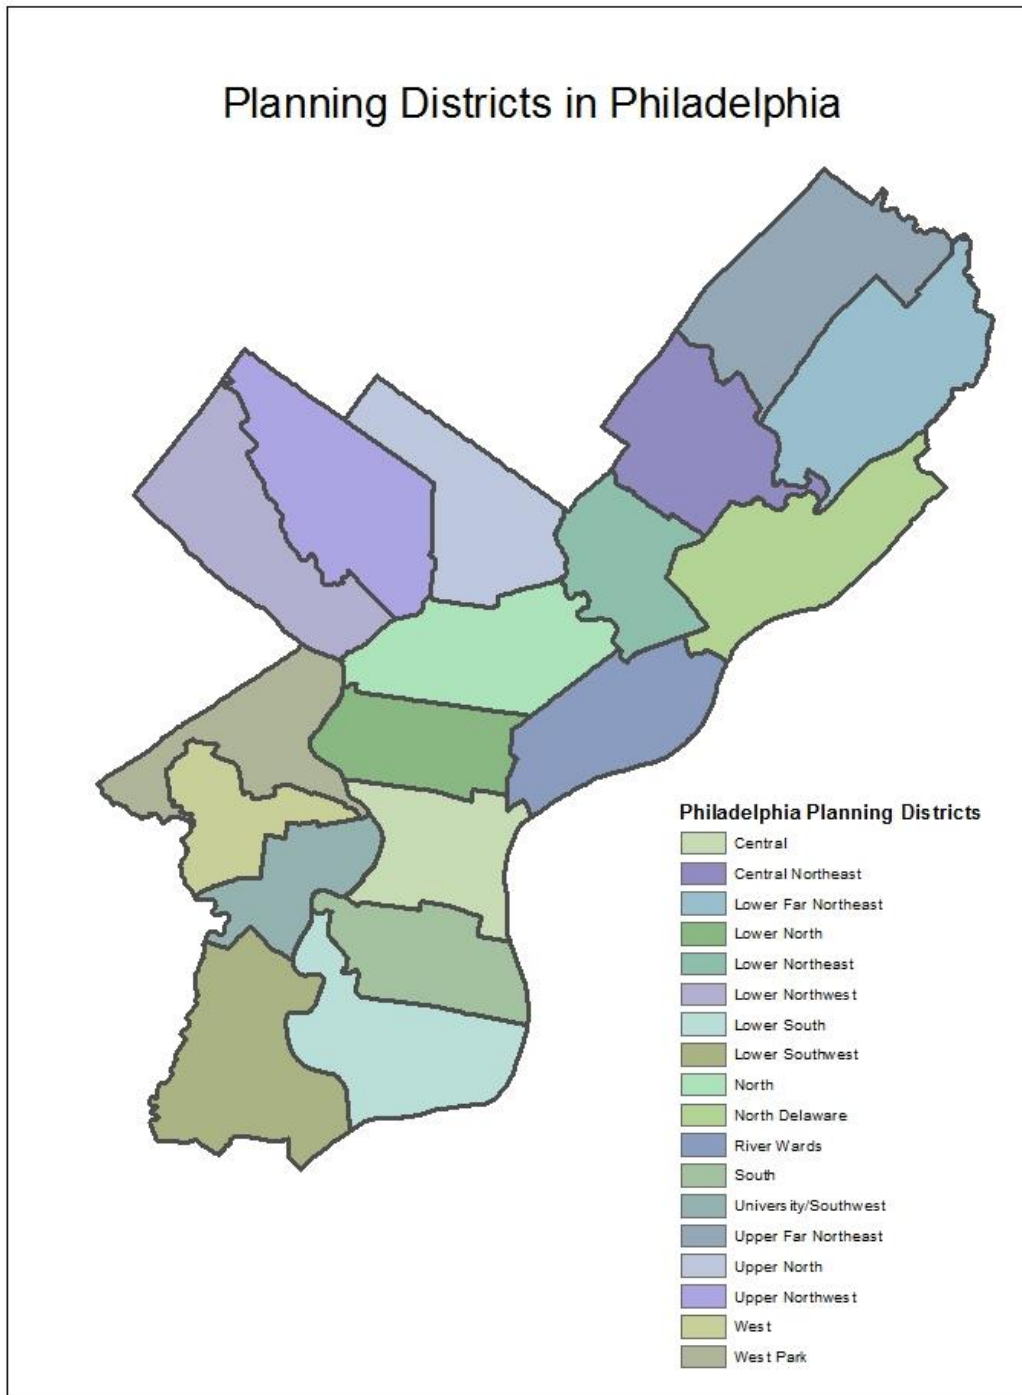 Planning Districts in Philadelphia
Philadelphia Planning Districts
Central
Central Northeast
Lower Far Northeast
Lower North
Lower Northeast
Lower Northwest
Lower South
Lower Southwest
North
North Delaware
River Wards
South
University/Southwest
Upper Far Northeast
Upper North
Upper Northwest
West
West Park